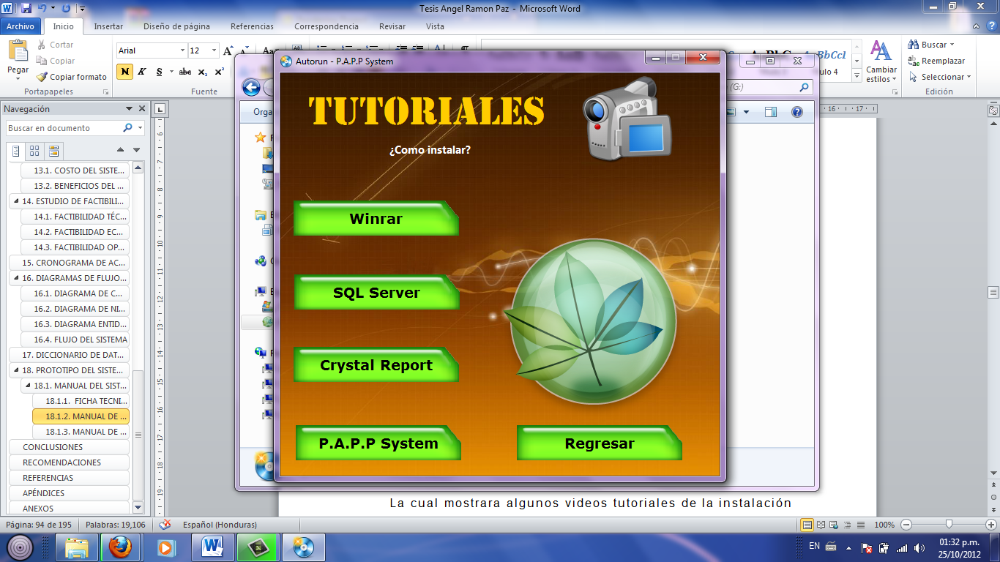 Tesis Angel Ramon Paz - Microsoft Word
Archivo Inicio Insertar Diseño de página Referencias Correspondencia Revisar Vista
Pegar
Cortar
Copiar
Copiar formato
Portapapeles
Arial 12
N K S abc x₂ x²
Fuente
AaBbCcI
Título 4
Cambiar estilos
Buscar
Reemplazar
Seleccionar
Edición
Navegación
Buscar en documento
13.1. COSTO DEL SISTE...
13.2. BENEFICIOS DEL ...
14. ESTUDIO DE FACTIBILI...
14.1. FACTIBILIDAD TÉC...
14.2. FACTIBILIDAD EC...
14.3. FACTIBILIDAD OP...
15. CRONOGRAMA DE AC...
16. DIAGRAMAS DE FLUJO...
16.1. DIAGRAMA DE C...
16.2. DIAGRAMA DE NI...
16.3. DIAGRAMA ENTID...
16.4. FLUJO DEL SISTEMA
17. DICCIONARIO DE DAT...
18. PROTOTIPO DEL SISTE...
18.1. MANUAL DEL SIST...
18.1.1. FICHA TECNI...
18.1.2. MANUAL DE ...
18.1.3. MANUAL DE ...
CONCLUSIONES
RECOMENDACIONES
REFERENCIAS
APÉNDICES
ANEXOS
(G:)
Orga
Autorun - P.A.P.P System
TUTORIALES
¿Como instalar?
Winrar
SQL Server
Crystal Report
P.A.P.P System
Regresar
La cual mostrara algunos videos tutoriales de la instalación
Página: 94 de 195 Palabras: 19,106 Español (Honduras) 100%
EN
01:32 p.m.
25/10/2012